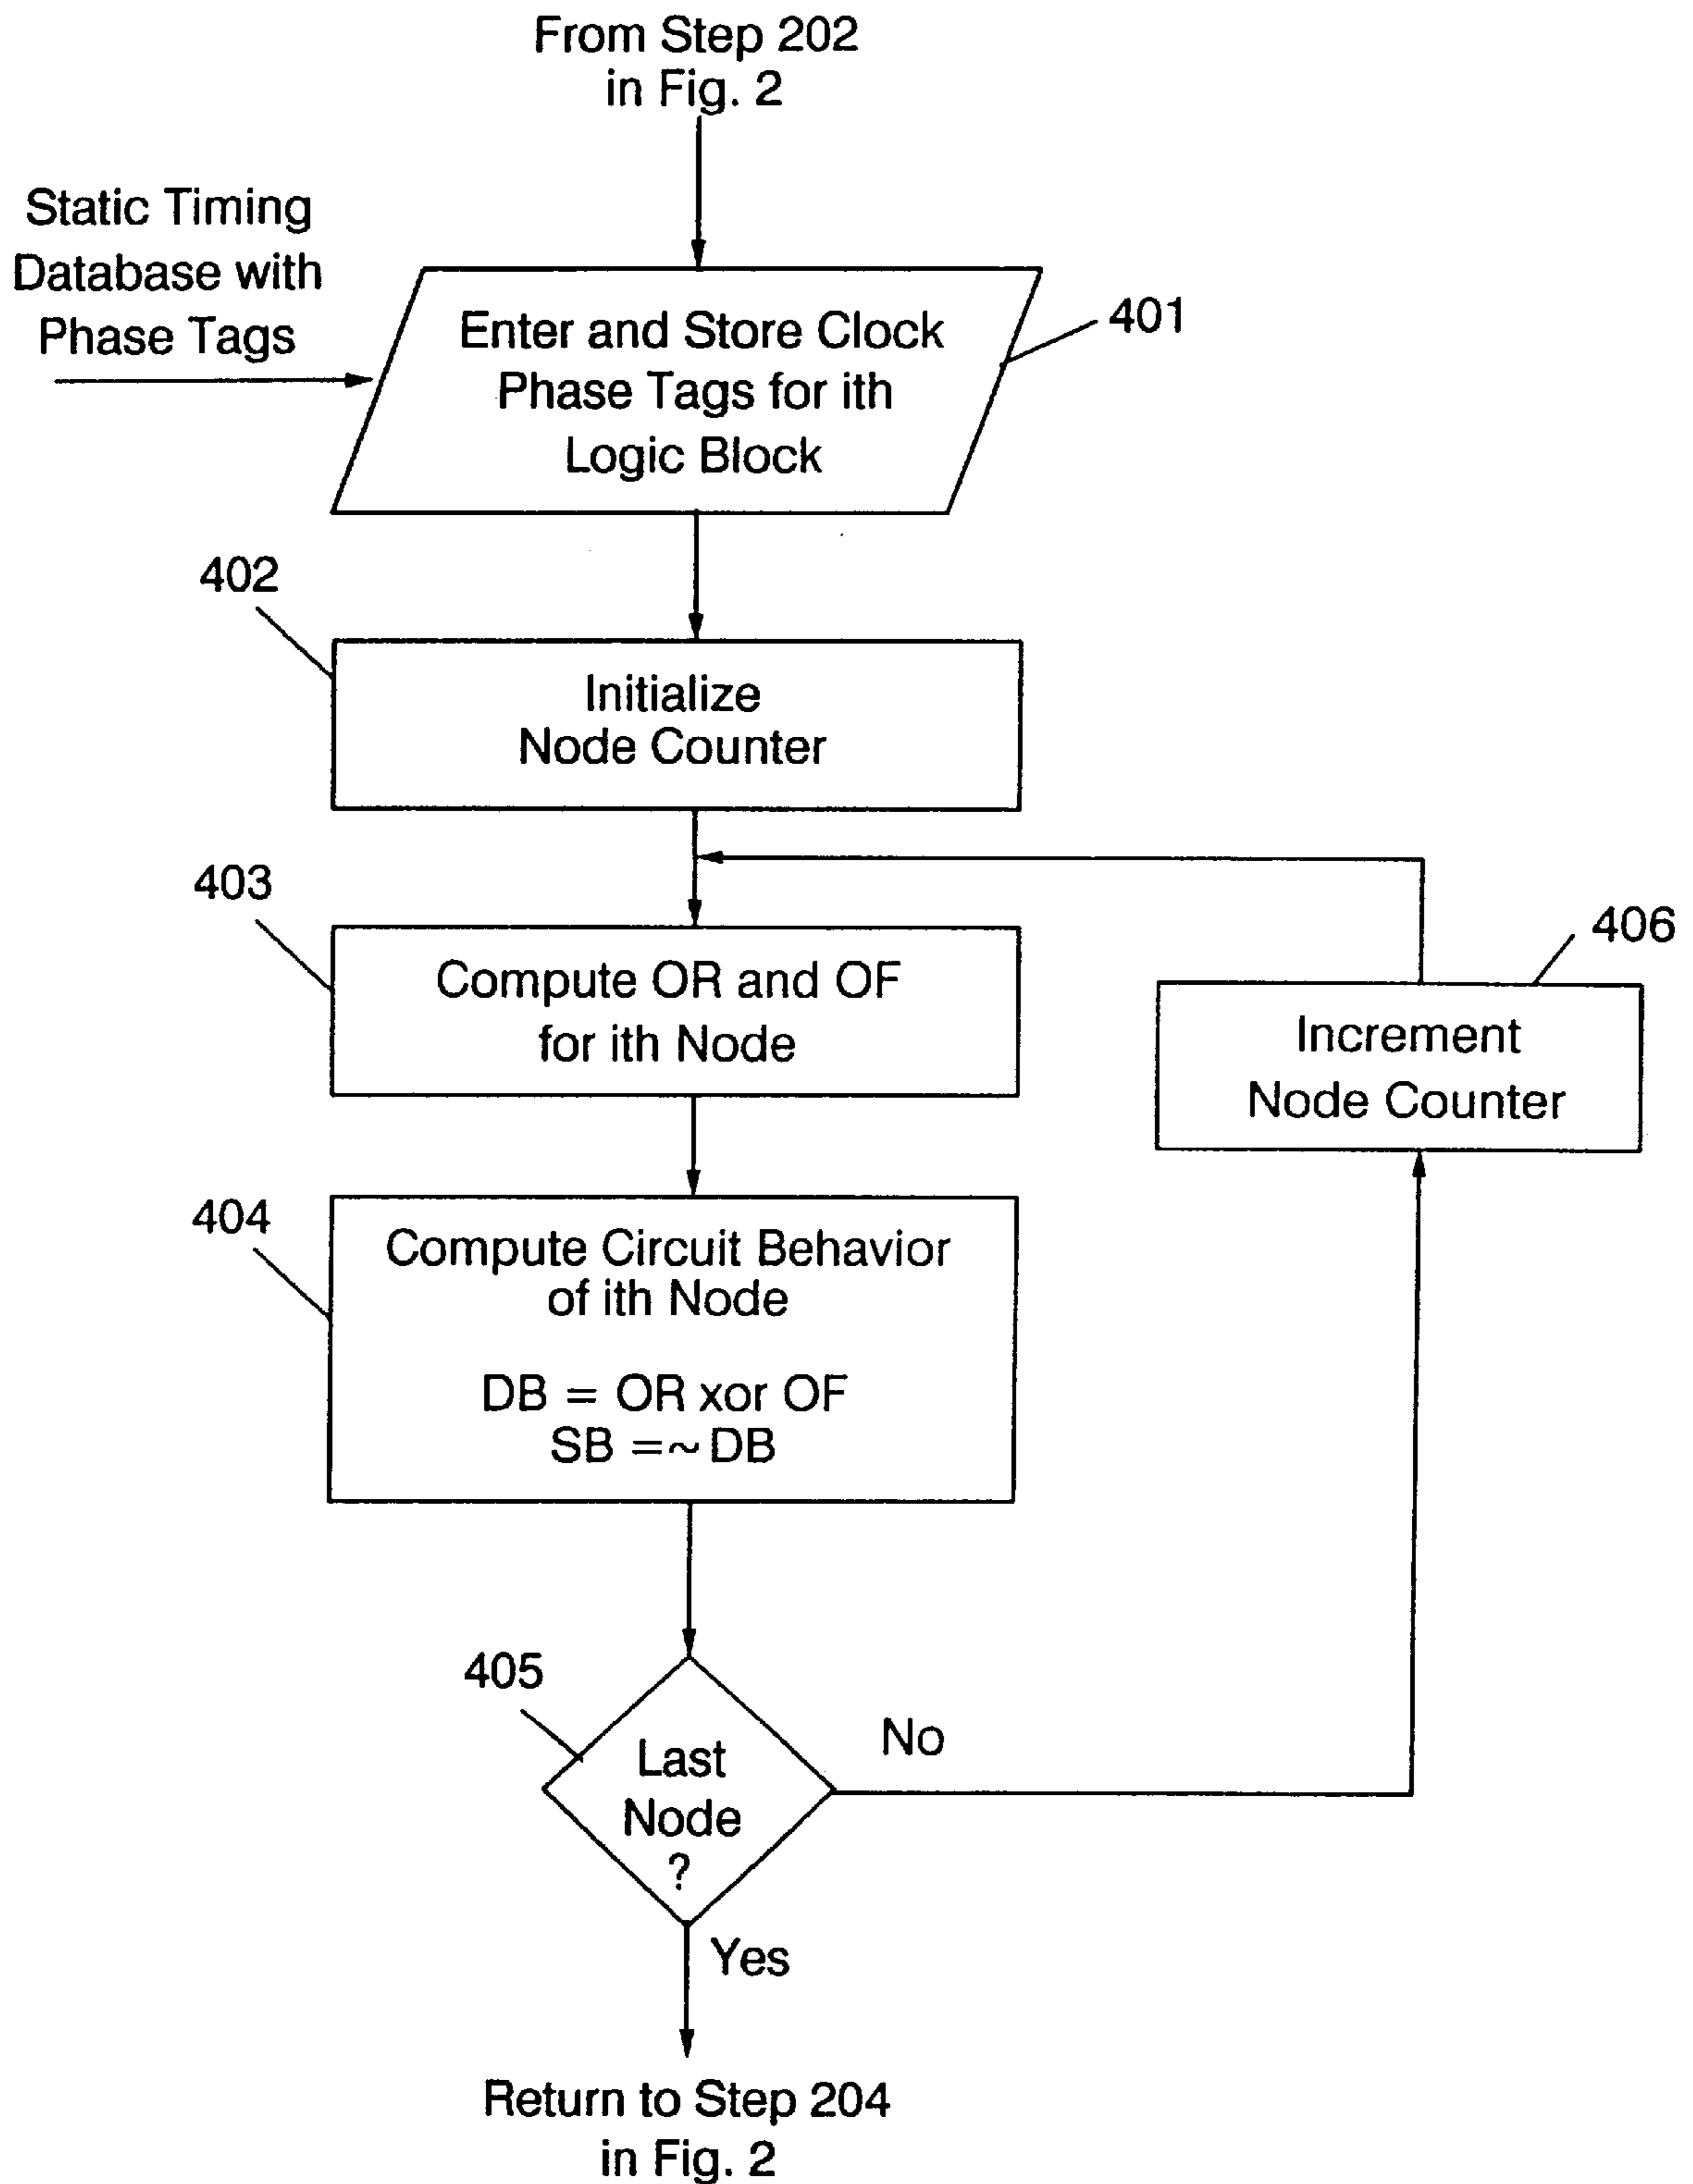 From Step 202
in Fig. 2
Static Timing
Database with
Phase Tags
Enter and Store Clock
Phase Tags for ith
Logic Block
401
402
Initialize
Node Counter
403
Compute OR and OF
for ith Node
406
Increment
Node Counter
404
Compute Circuit Behavior
of ith Node
DB = OR xor OF
SB =~ DB
405
Last
Node
?
No
Yes
Return to Step 204
in Fig. 2